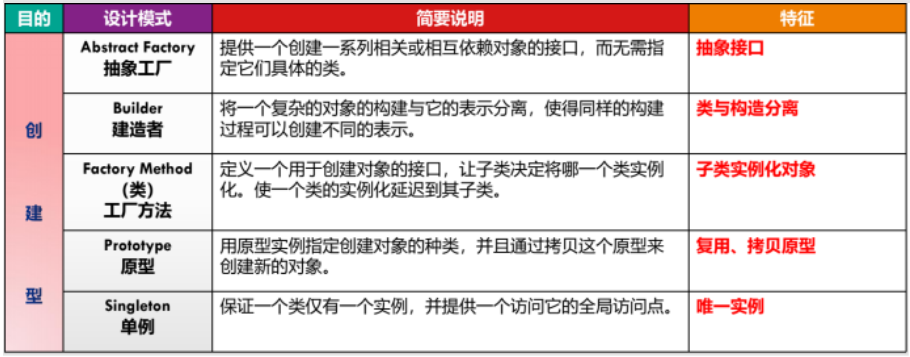 目的 设计模式 简要说明 特征
创建型
Abstract Factory
抽象工厂
提供一个创建一系列相关或相互依赖对象的接口，而无需指
定它们具体的类。
抽象接口
Builder
建造者
将一个复杂的对象的构建与它的表示分离，使得同样的构建
过程可以创建不同的表示。
类与构造分离
Factory Method
(类)
工厂方法
定义一个用于创建对象的接口，让子类决定将哪一个类实例
化。使一个类的实例化延迟到其子类。
子类实例化对象
Prototype
原型
用原型实例指定创建对象的种类，并且通过拷贝这个原型来
创建新的对象。
复用、拷贝原型
Singleton
单例
保证一个类仅有一个实例，并提供一个访问它的全局访问点。
唯一实例